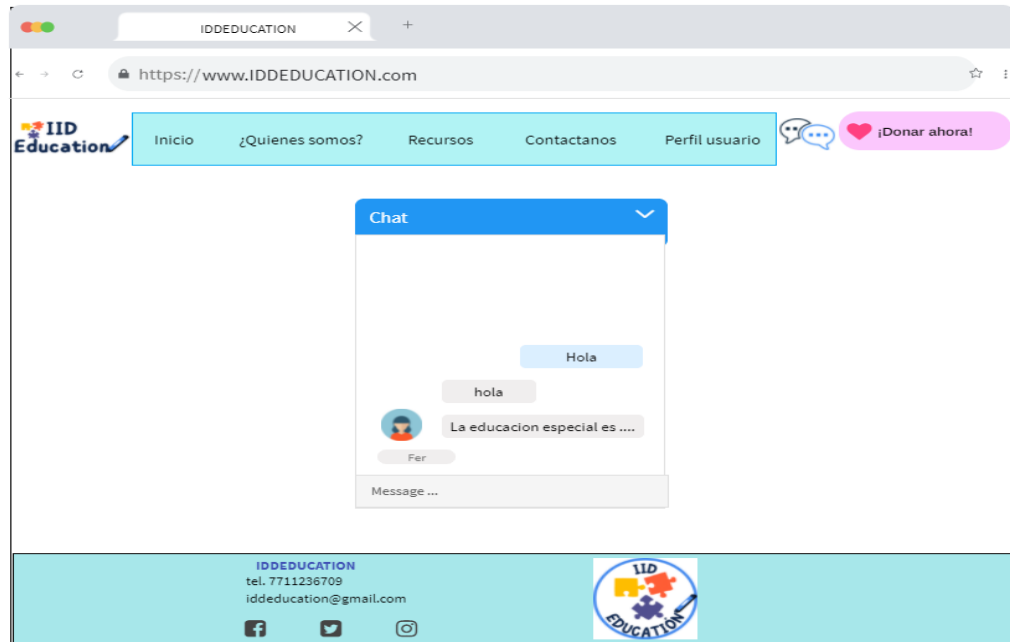 IDDEDUCATION
https://www.IDDEDUCATION.com
IID
Education
Inicio ¿Quienes somos? Recursos Contactanos Perfil usuario
¡Donar ahora!
Chat
Hola
hola
La educacion especial es ....
Fer
Message ...
IDDEDUCATION
tel. 7711236709
iddeducation@gmail.com
IID
EDUCATION